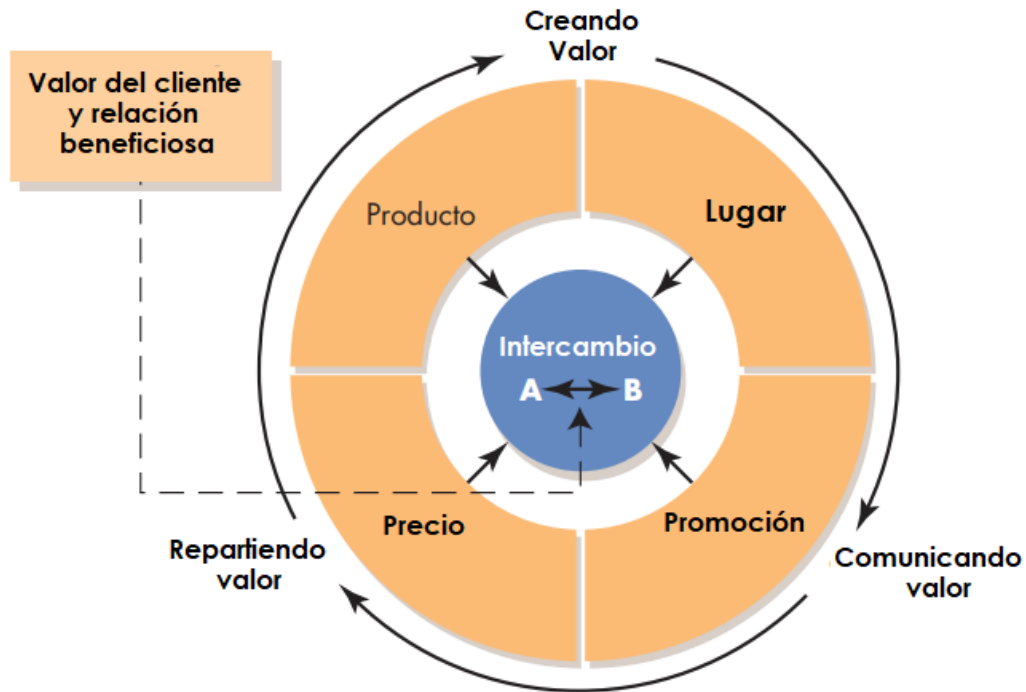 Creando
Valor
Valor del cliente
y relación
beneficiosa
Producto
Lugar
Intercambio
A B
Precio
Promoción
Repartiendo
valor
Comunicando
valor